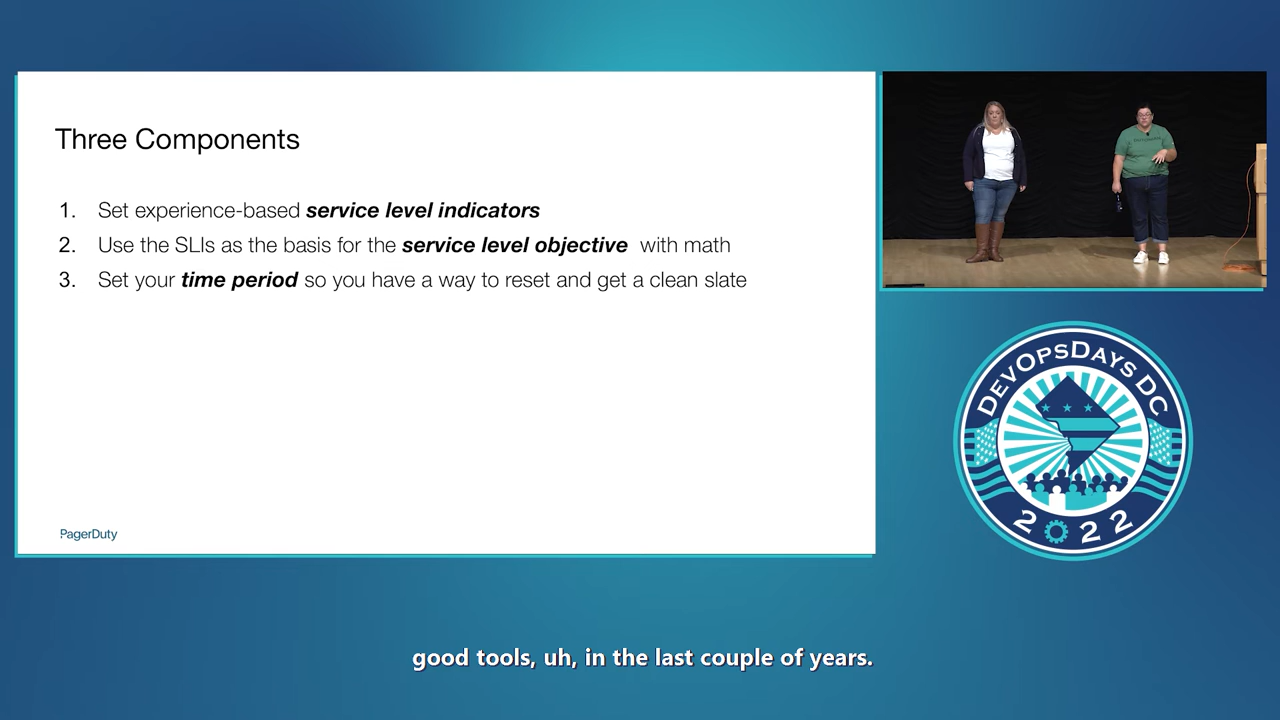 Three Components
1. Set experience-based service level indicators
2. Use the SLIs as the basis for the service level objective with math
3. Set your time period so you have a way to reset and get a clean slate
PagerDuty
DEVOPSDAYS DC
2022
good tools, uh, in the last couple of years.